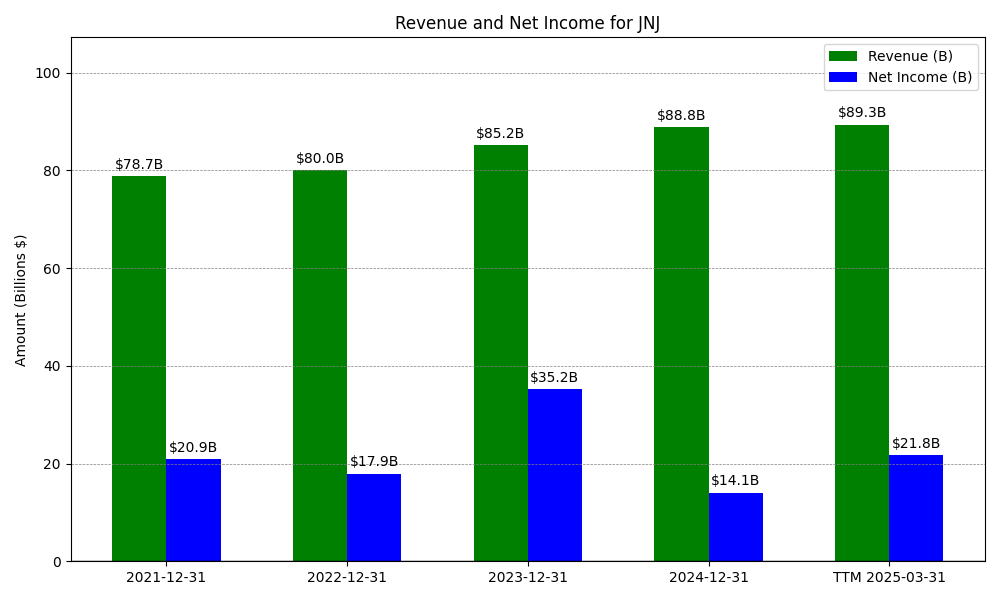 Revenue and Net Income for JNJ
Revenue (B)
Net Income (B)
Amount (Billions $)
100
80
60
40
20
0
$78.7B
$20.9B
$80.0B
$17.9B
$85.2B
$35.2B
$88.8B
$14.1B
$89.3B
$21.8B
2021-12-31
2022-12-31
2023-12-31
2024-12-31
TTM 2025-03-31